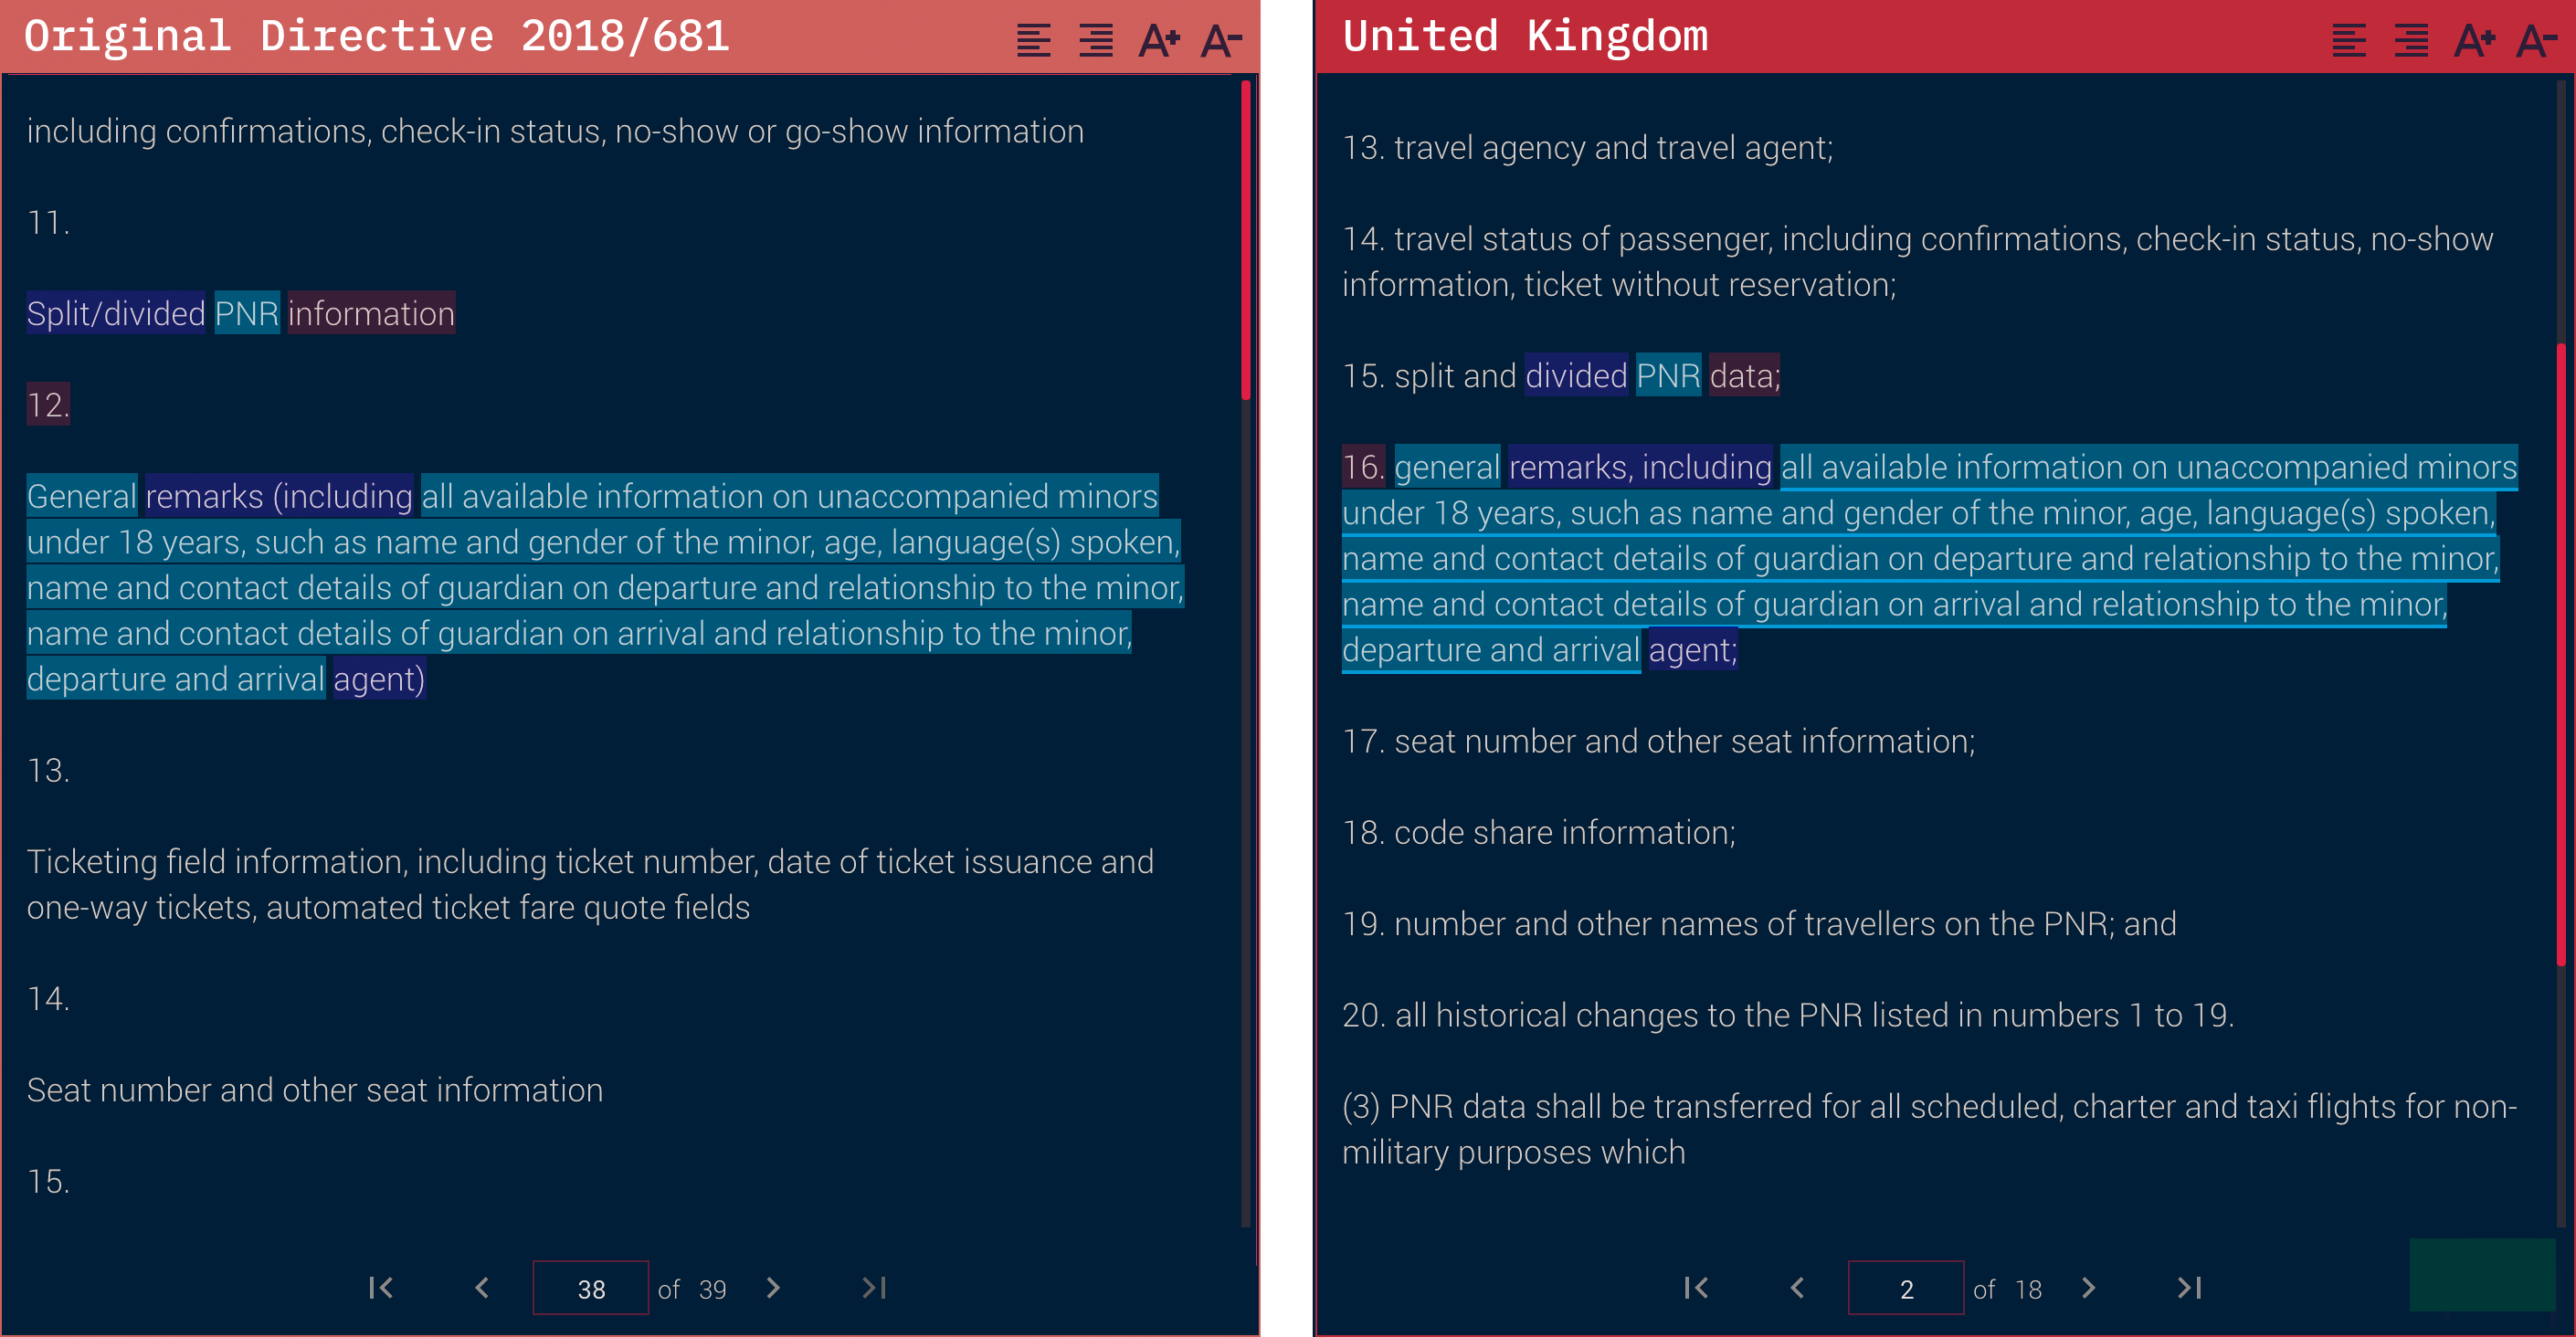 Original Directive 2018/681
A+ A-
including confirmations, check-in status, no-show or go-show information
11.
Split/divided PNR information
12.
General remarks (including all available information on unaccompanied minors
under 18 years, such as name and gender of the minor, age, language(s) spoken,
name and contact details of guardian on departure and relationship to the minor,
name and contact details of guardian on arrival and relationship to the minor,
departure and arrival agent)
13.
Ticketing field information, including ticket number, date of ticket issuance and
one-way tickets, automated ticket fare quote fields
14.
Seat number and other seat information
15.
38 of 39
United Kingdom
A+ A-
13. travel agency and travel agent;
14. travel status of passenger, including confirmations, check-in status, no-show
information, ticket without reservation;
15. split and divided PNR data;
16. general remarks, including all available information on unaccompanied minors
under 18 years, such as name and gender of the minor, age, language(s) spoken,
name and contact details of guardian on departure and relationship to the minor,
name and contact details of guardian on arrival and relationship to the minor,
departure and arrival agent;
17. seat number and other seat information;
18. code share information;
19. number and other names of travellers on the PNR; and
20. all historical changes to the PNR listed in numbers 1 to 19.
(3) PNR data shall be transferred for all scheduled, charter and taxi flights for non-
military purposes which
2 of 18